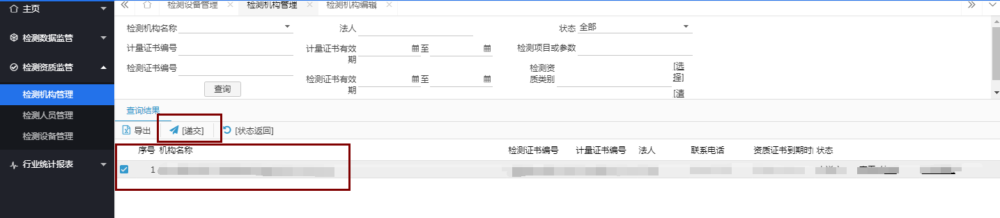 主页
检测数据监管
检测资质监管
检测机构管理
检测人员管理
检测设备管理
行业统计报表
检测设备管理
检测机构管理
检测机构编辑
检测机构名称
法人
状态 全部
计量证书编号
计量证书有效期
至
检测项目或参数
检测证书编号
检测证书有效期
至
检测资质类别
[选择]
查询
查询结果
导出 [递交] [状态返回]
序号 机构名称 检测证书编号 计量证书编号 法人 联系电话 资质证书到期时 状态
1